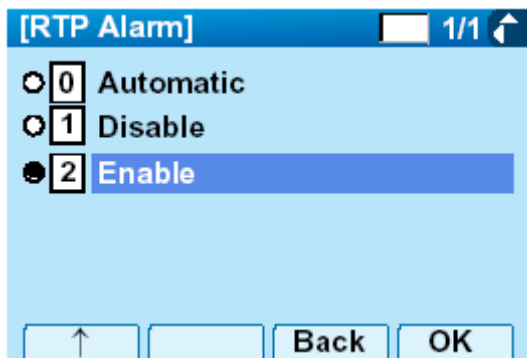 [RTP Alarm] 1/1
0 Automatic
1 Disable
2 Enable
↑ Back OK